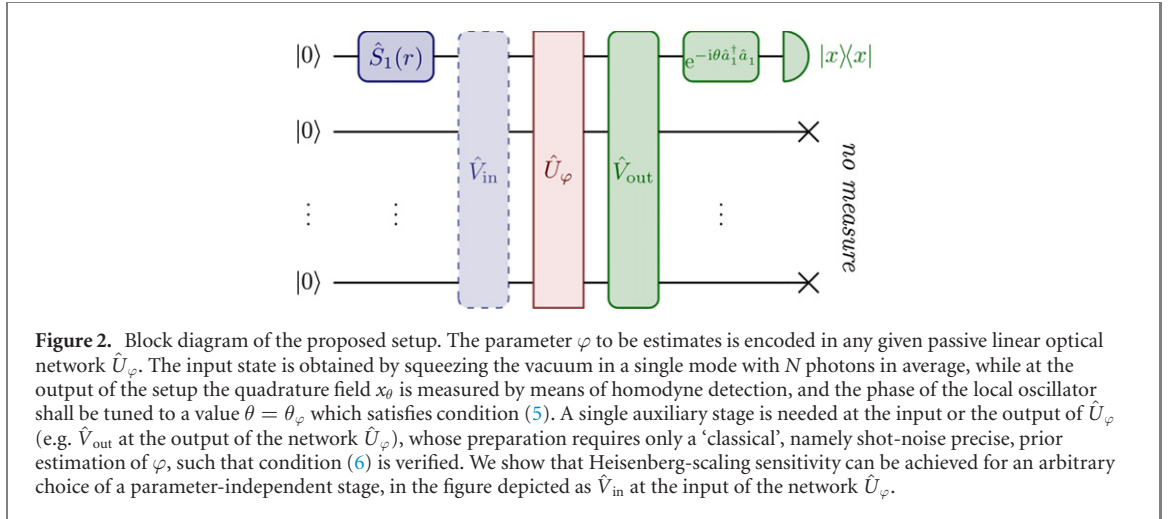 |0⟩ Ŝ₁(r) e^{−iθâ₁†â₁} |x⟩⟨x|
|0⟩
V̂in Ûφ V̂out
⋮ ⋮ ⋮
|0⟩
no measure
Figure 2. Block diagram of the proposed setup. The parameter φ to be estimates is encoded in any given passive linear optical
network Ûφ. The input state is obtained by squeezing the vacuum in a single mode with N photons in average, while at the
output of the setup the quadrature field xθ is measured by means of homodyne detection, and the phase of the local oscillator
shall be tuned to a value θ = θφ which satisfies condition (5). A single auxiliary stage is needed at the input or the output of Ûφ
(e.g. V̂out at the output of the network Ûφ), whose preparation requires only a ‘classical’, namely shot-noise precise, prior
estimation of φ, such that condition (6) is verified. We show that Heisenberg-scaling sensitivity can be achieved for an arbitrary
choice of a parameter-independent stage, in the figure depicted as V̂in at the input of the network Ûφ.